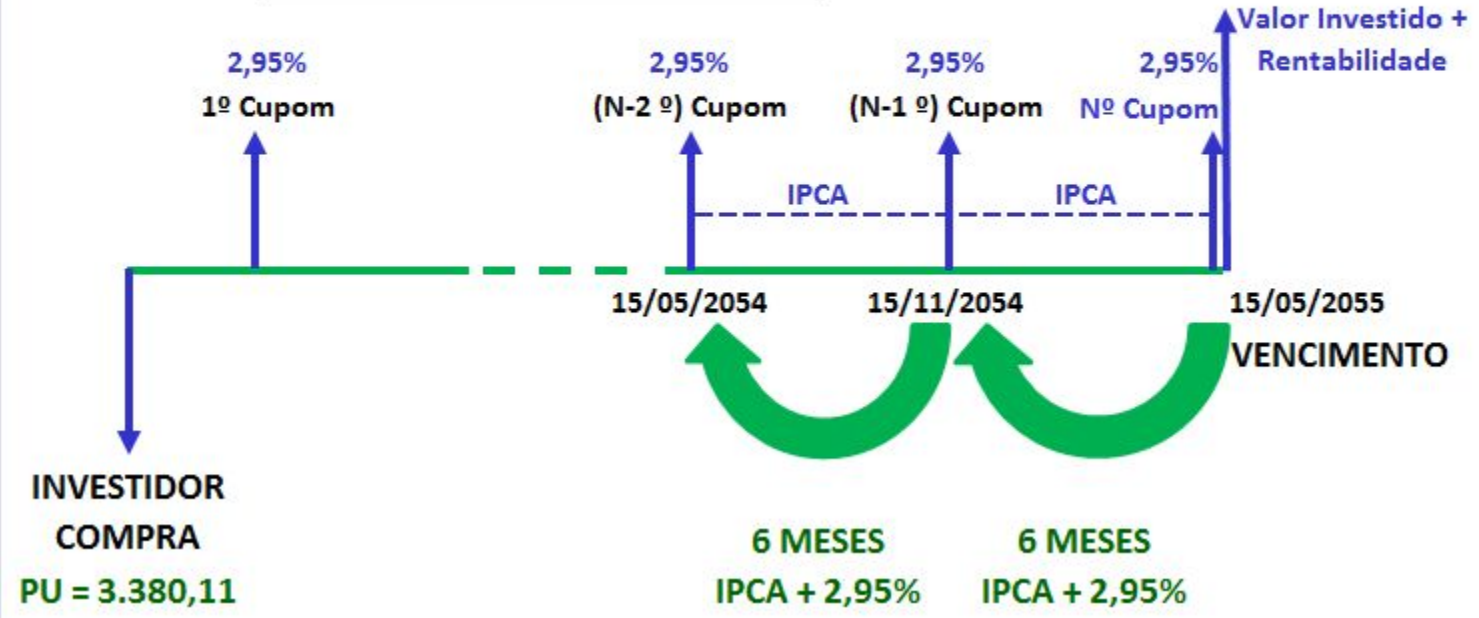 Valor Investido +
Rentabilidade
2,95%
1º Cupom
2,95%
(N-2 º) Cupom
2,95%
(N-1 º) Cupom
2,95%
Nº Cupom
IPCA
IPCA
15/05/2054
15/11/2054
15/05/2055
VENCIMENTO
INVESTIDOR
COMPRA
PU = 3.380,11
6 MESES
IPCA + 2,95%
6 MESES
IPCA + 2,95%